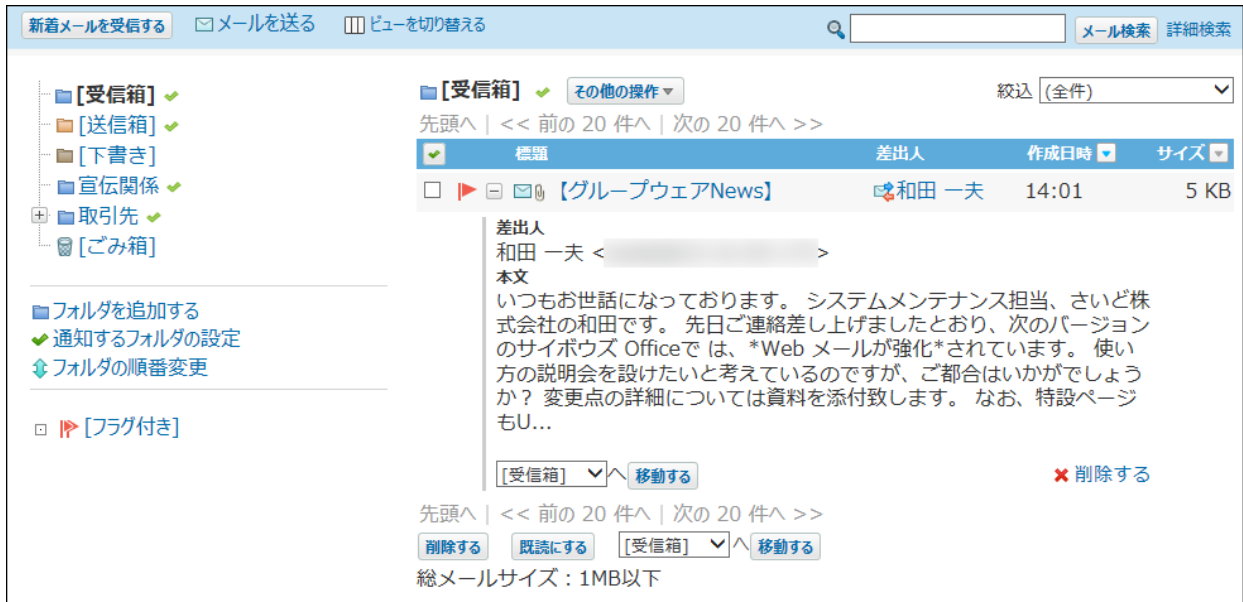 新着メールを受信する メールを送る ビューを切り替える メール検索 詳細検索
[受信箱]
[送信箱]
[下書き]
宣伝関係
取引先
[ごみ箱]
フォルダを追加する
通知するフォルダの設定
フォルダの順番変更
[フラグ付き]
[受信箱] その他の操作 絞込 (全件)
先頭へ | << 前の 20 件へ | 次の 20 件へ >>
標題 差出人 作成日時 サイズ
【グループウェアNews】 和田 一夫 14:01 5 KB
差出人
和田 一夫 < >
本文
いつもお世話になっております。 システムメンテナンス担当、さいど株
式会社の和田です。 先日ご連絡差し上げましたとおり、次のバージョン
のサイボウズ Officeで は、*Web メールが強化*されています。 使い
方の説明会を設けたいと考えているのですが、ご都合はいかがでしょう
か？ 変更点の詳細については資料を添付致します。 なお、特設ページ
もU...
[受信箱] へ 移動する 削除する
先頭へ | << 前の 20 件へ | 次の 20 件へ >>
削除する 既読にする [受信箱] へ 移動する
総メールサイズ：1MB以下